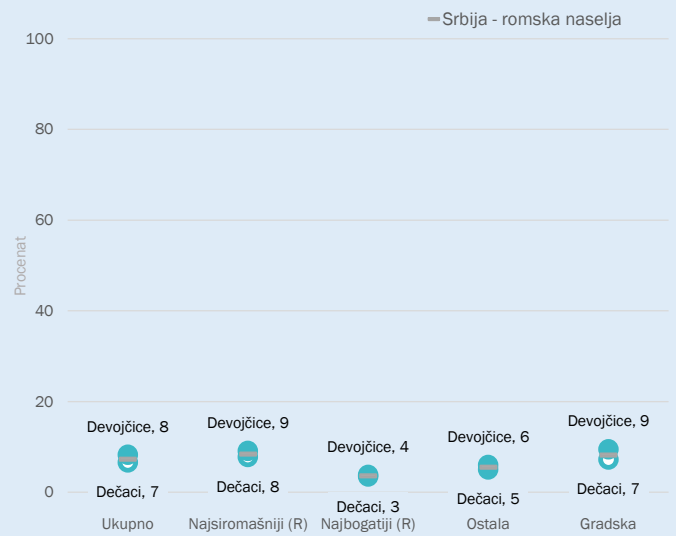 Srbija - romska naselja
100
80
60
40
20
0
Procenat
Devojčice, 8
Devojčice, 9
Devojčice, 4
Devojčice, 6
Devojčice, 9
Dečaci, 7
Dečaci, 8
Dečaci, 3
Dečaci, 5
Dečaci, 7
Ukupno
Najsiromašniji (R)
Najbogatiji (R)
Ostala
Gradska